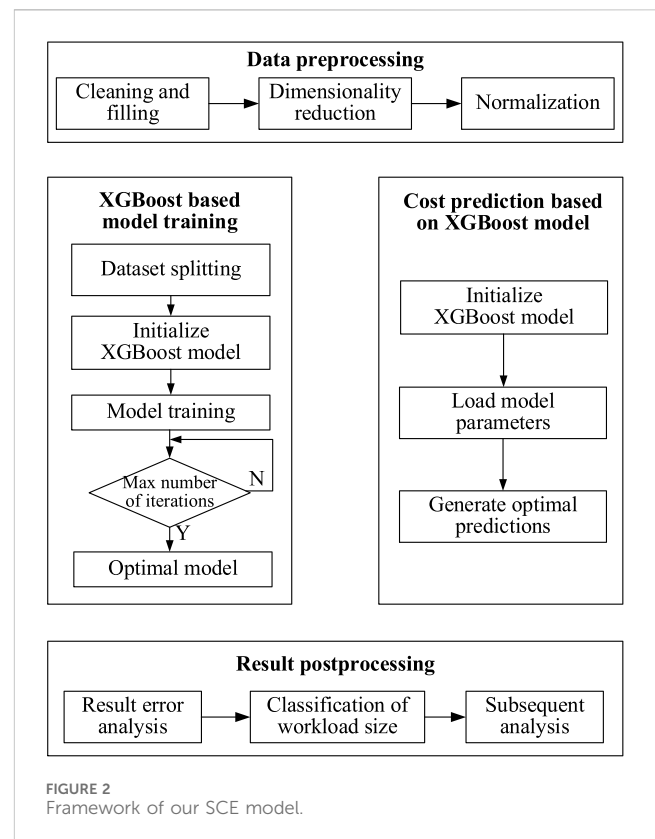 Data preprocessing
Cleaning and
filling
Dimensionality
reduction
Normalization
XGBoost based
model training
Dataset splitting
Initialize
XGBoost model
Model training
Max number
of iterations
N
Y
Optimal model
Cost prediction based
on XGBoost model
Initialize
XGBoost model
Load model
parameters
Generate optimal
predictions
Result postprocessing
Result error
analysis
Classification of
workload size
Subsequent
analysis
FIGURE 2
Framework of our SCE model.